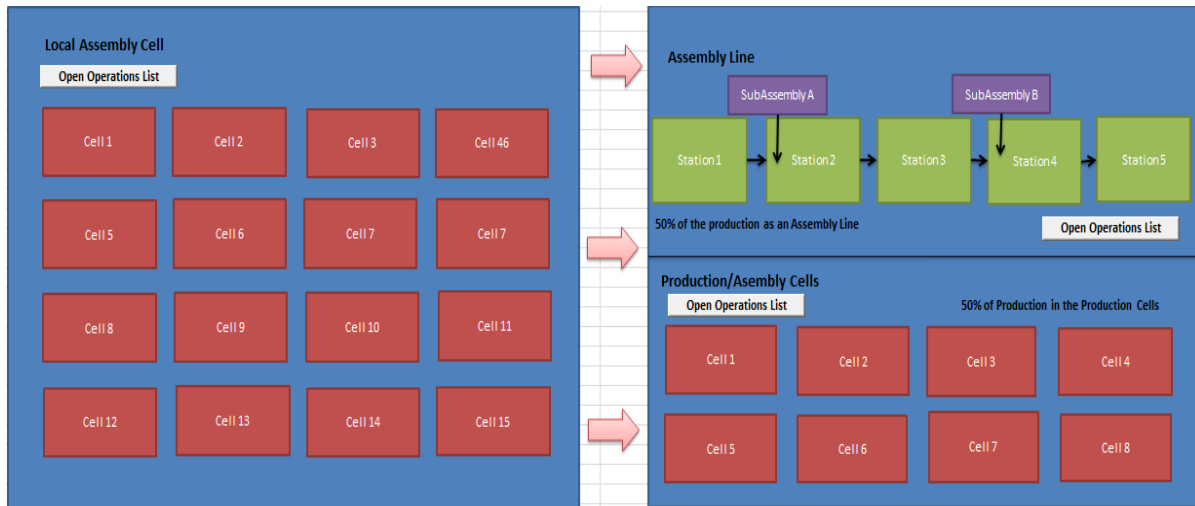 Local Assembly Cell
Open Operations List
Cell 1
Cell 2
Cell 3
Cell 46
Cell 5
Cell 6
Cell 7
Cell 7
Cell 8
Cell 9
Cell 10
Cell 11
Cell 12
Cell 13
Cell 14
Cell 15
Assembly Line
SubAssembly A
SubAssembly B
Station 1
Station 2
Station 3
Station 4
Station 5
50% of the production as an Assembly Line
Open Operations List
Production/Asembly Cells
Open Operations List
50% of Production in the Production Cells
Cell 1
Cell 2
Cell 3
Cell 4
Cell 5
Cell 6
Cell 7
Cell 8